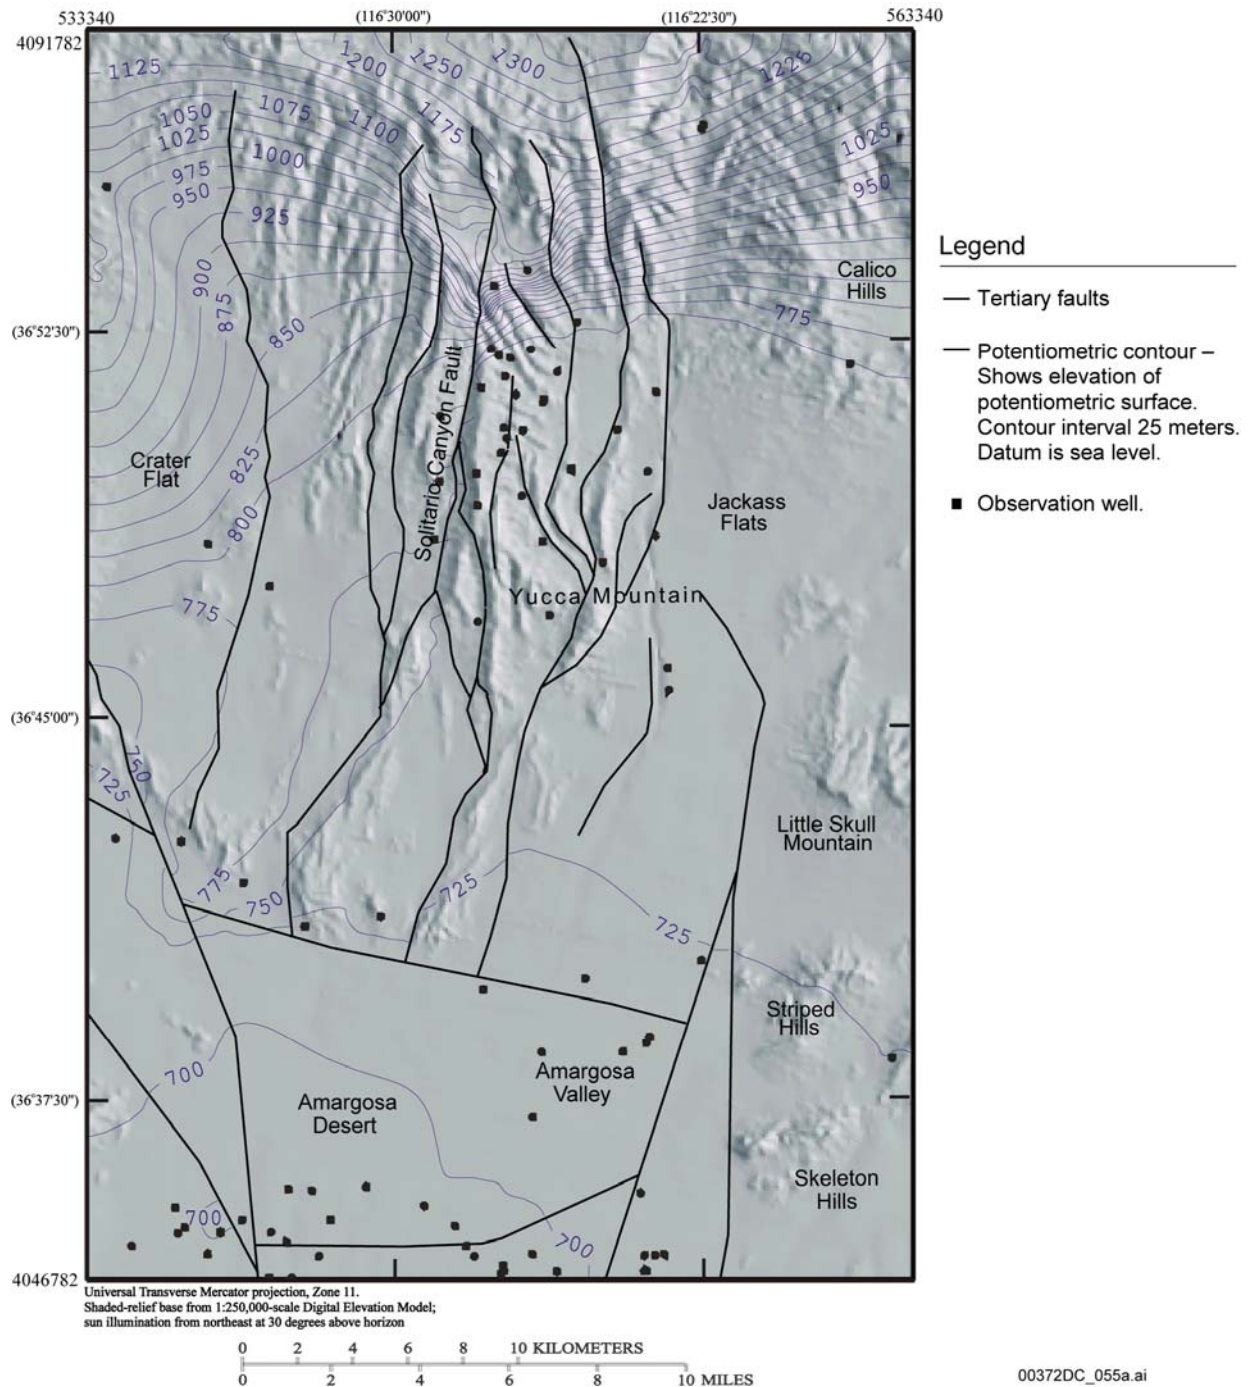 533340 (116°30'00") (116°22'30") 563340
4091782
1125
1200
1250
1300
1225
1050
1075
1175
1025
1100
1000
1025
975
950
950
925
900
Calico
Hills
875
775
(36°52'30")
850
Solitario Canyon Fault
Crater
Flat
825
800
Jackass
Flats
Yucca Mountain
775
(36°45'00")
750
725
Little Skull
Mountain
775
750
725
725
Striped
Hills
700
Amargosa
Valley
(36°37'30")
Amargosa
Desert
Skeleton
Hills
700
700
4046782
Legend
Tertiary faults
Potentiometric contour –
Shows elevation of
potentiometric surface.
Contour interval 25 meters.
Datum is sea level.
Observation well.
Universal Transverse Mercator projection, Zone 11.
Shaded-relief base from 1:250,000-scale Digital Elevation Model;
sun illumination from northeast at 30 degrees above horizon
0 2 4 6 8 10 KILOMETERS
0 2 4 6 8 10 MILES
00372DC_055a.ai